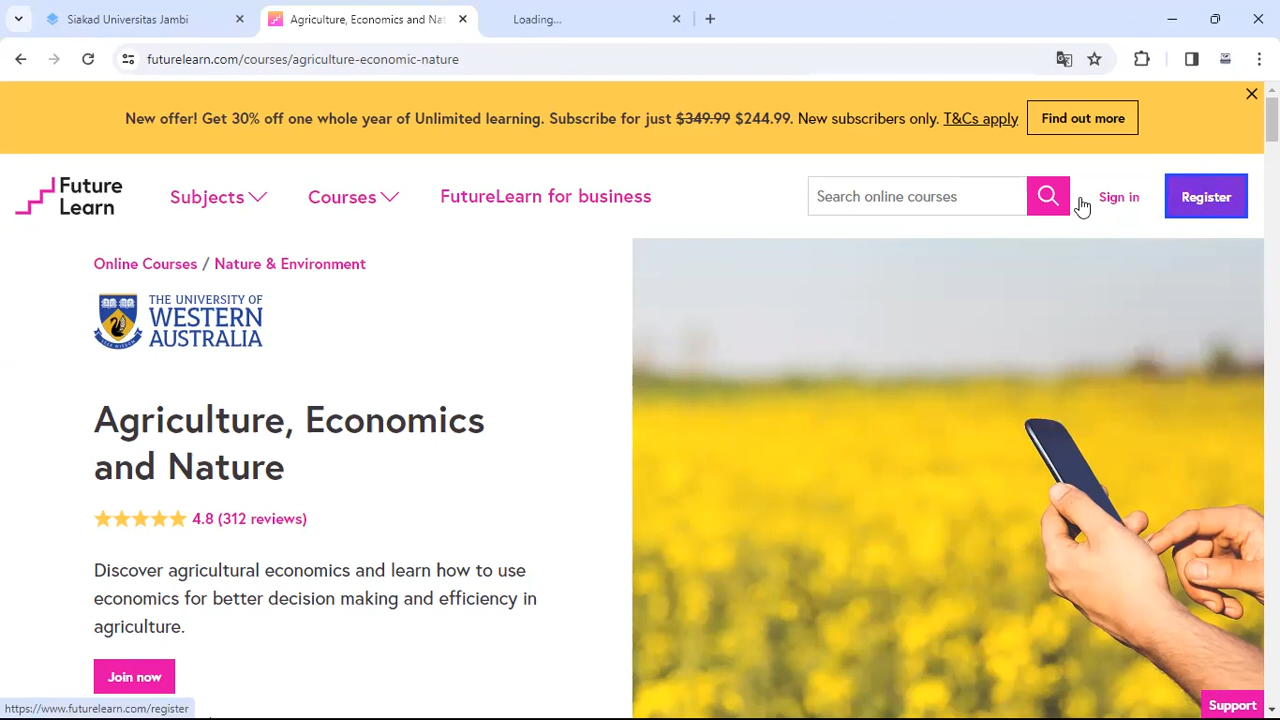 Siakad Universitas Jambi
Agriculture, Economics and Nat
Loading...
futurelearn.com/courses/agriculture-economic-nature
New offer! Get 30% off one whole year of Unlimited learning. Subscribe for just $349.99 $244.99. New subscribers only. T&Cs apply
Find out more
Future
Learn
Subjects
Courses
FutureLearn for business
Search online courses
Sign in
Register
Online Courses / Nature & Environment
THE UNIVERSITY OF
WESTERN
AUSTRALIA
Agriculture, Economics
and Nature
4.8 (312 reviews)
Discover agricultural economics and learn how to use
economics for better decision making and efficiency in
agriculture.
Join now
https://www.futurelearn.com/register
Support